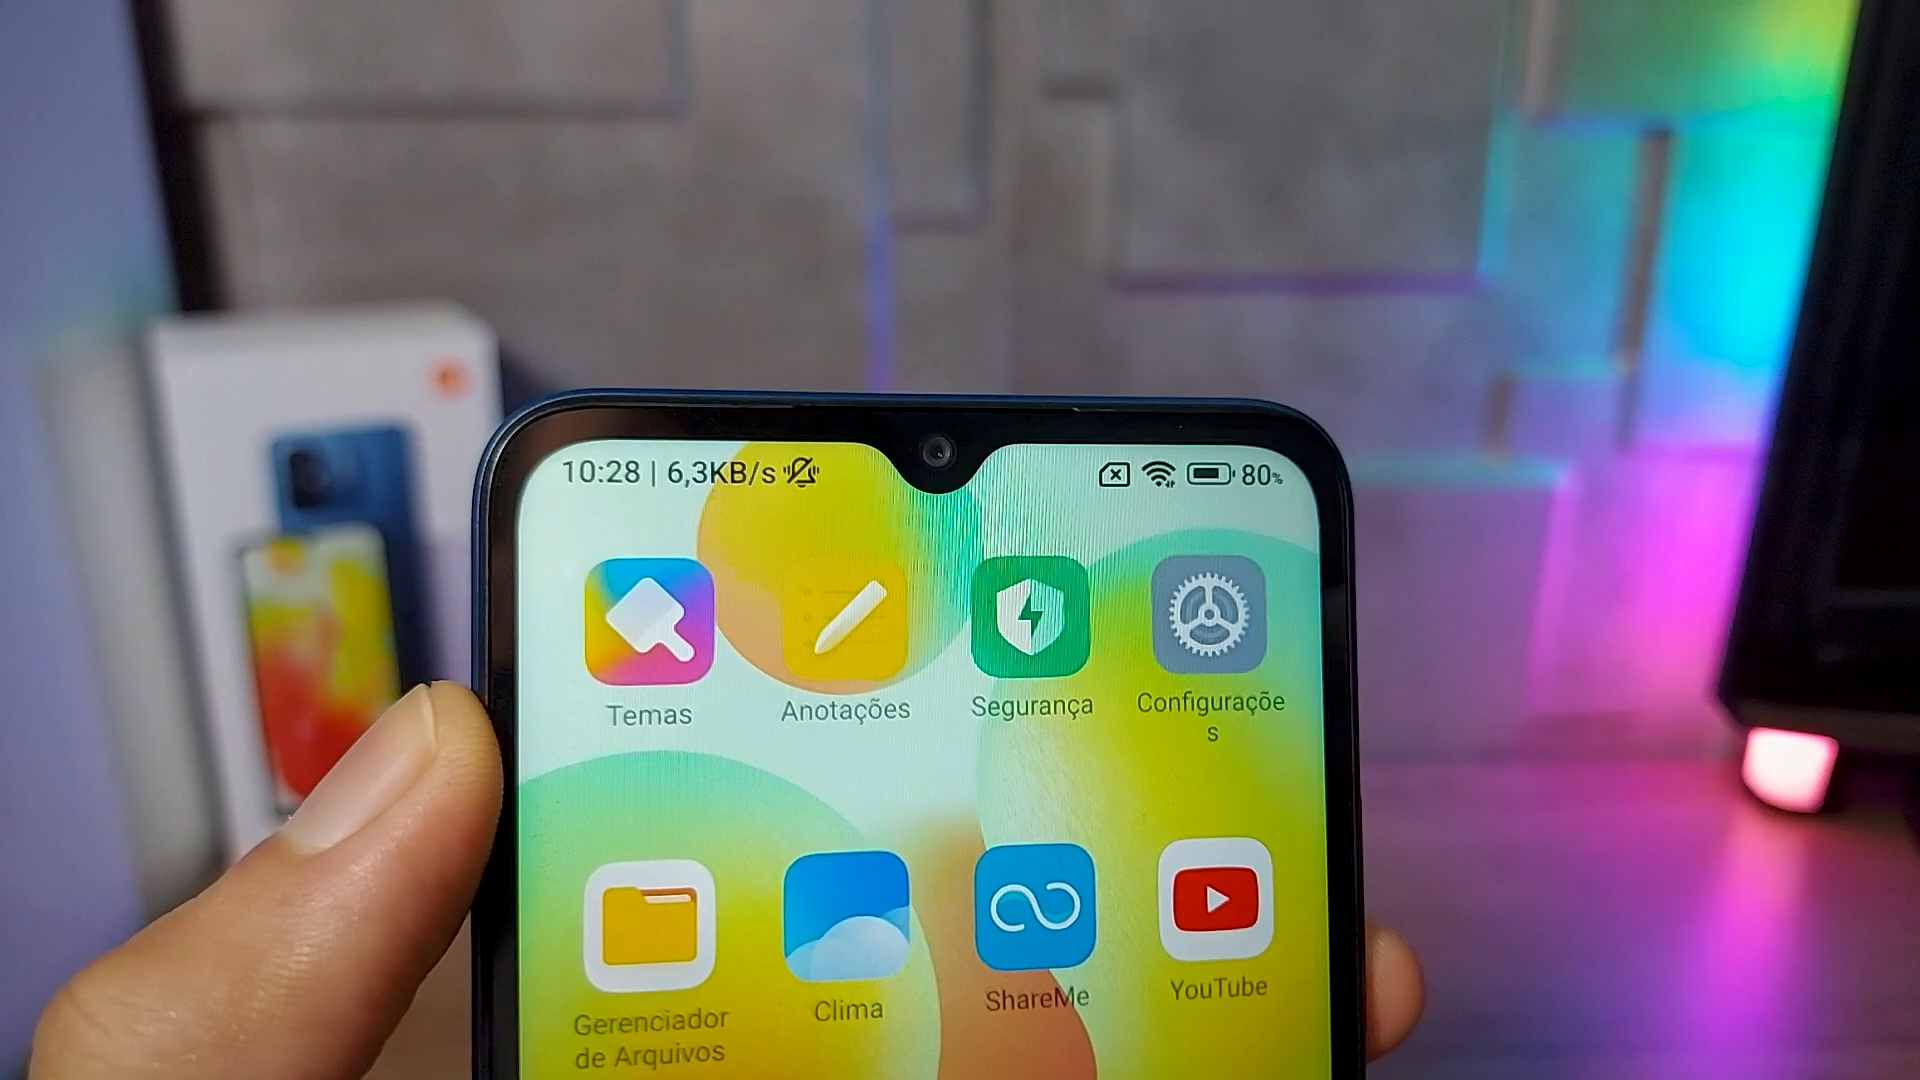 10:28 | 6,3KB/s 80%
Temas Anotações Segurança Configuraçõe
s
Gerenciador
de Arquivos
Clima ShareMe YouTube